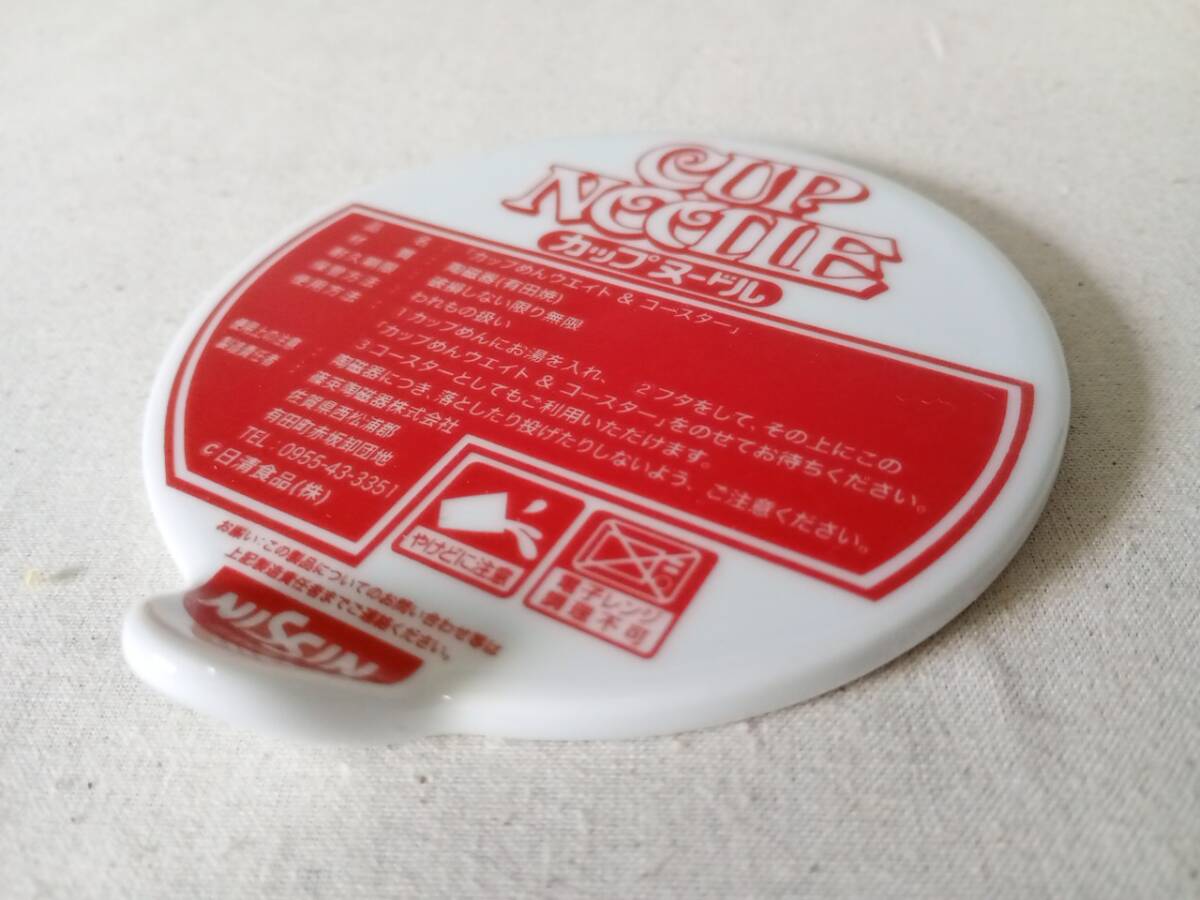 CUP
NOODLE
カップヌードル
品名：「カップめんウエイト & コースター」
材質：陶磁器(有田焼)
耐久期限：破損しない限り無限
保管方法：われもの扱い
使用方法：1カップめんにお湯を入れ、 2フタをして、その上にこの
「カップめんウエイト & コースター」をのせてお待ちください。
3コースターとしてもご利用いただけます。
使用上の注意：陶磁器につき、落としたり投げたりしないよう、ご注意ください。
製造責任者：陶磁器株式会社
佐賀県西松浦郡
有田町赤坂知団地
TEL：0955-43-3351
C日清食品(株)
やけどに注意
NO
電子レンジ
調理不可
お願い：この製品についてのお問い合わせ等は
上記製造責任者までご連絡ください。
NISSIN